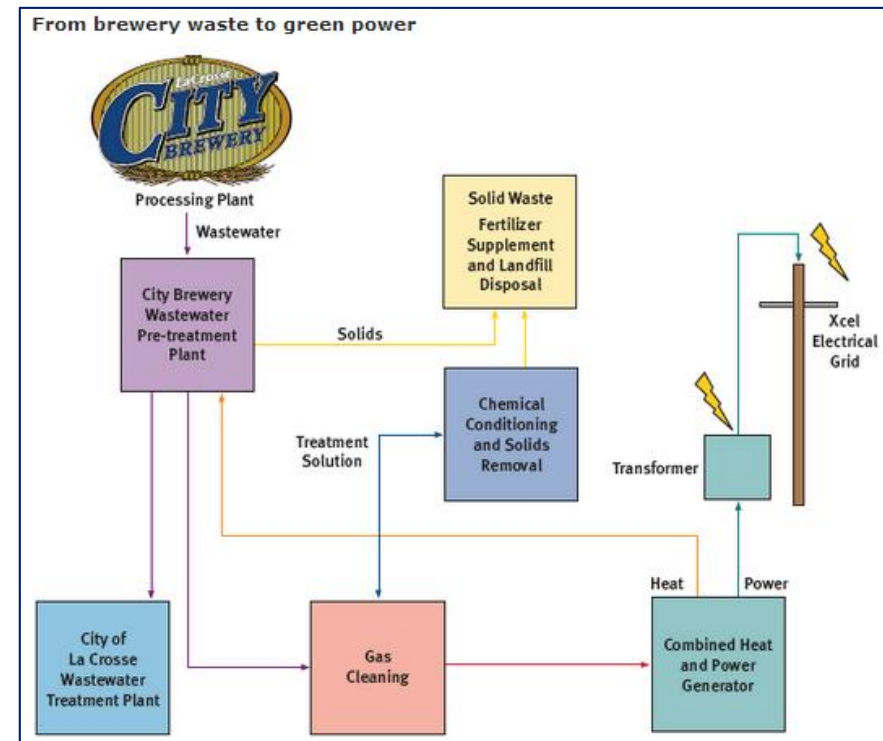 From brewery waste to green power
LaCrosse
CITY
BREWERY
Processing Plant
Wastewater
City Brewery
Wastewater
Pre-treatment
Plant
Solids
Solid Waste
Fertilizer
Supplement
and Landfill
Disposal
Xcel
Electrical
Grid
Chemical
Conditioning
and Solids
Removal
Treatment
Solution
Transformer
Heat
Power
City of
La Crosse
Wastewater
Treatment Plant
Gas
Cleaning
Combined Heat
and Power
Generator